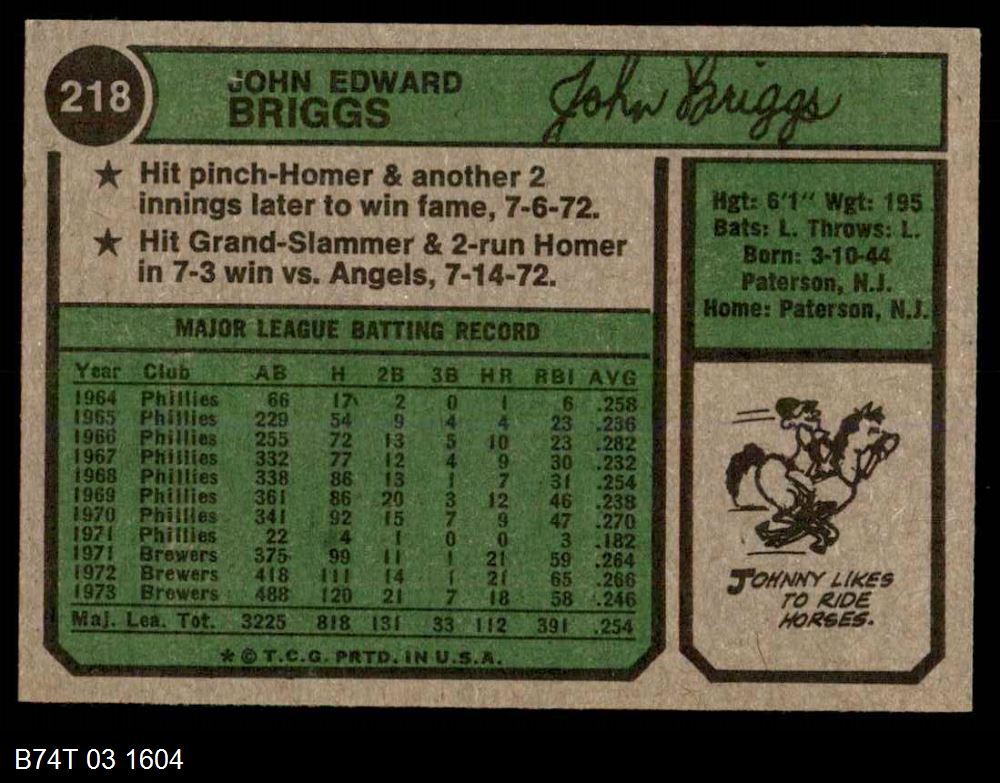 218
JOHN EDWARD
BRIGGS
John Briggs
★ Hit pinch-Homer & another 2
innings later to win fame, 7-6-72.
★ Hit Grand-Slammer & 2-run Homer
in 7-3 win vs. Angels, 7-14-72.
Hgt: 6'1" Wgt: 195
Bats: L. Throws: L.
Born: 3-10-44
Paterson, N.J.
Home: Paterson, N.J.
MAJOR LEAGUE BATTING RECORD
Year Club AB H 2B 3B HR RBI AVG
1964 Phillies 66 17 2 0 1 6 .258
1965 Phillies 229 54 9 4 4 23 .236
1966 Phillies 255 72 13 5 10 23 .282
1967 Phillies 332 77 12 4 9 30 .232
1968 Phillies 338 86 13 1 7 31 .254
1969 Phillies 361 86 20 3 12 46 .238
1970 Phillies 341 92 15 7 9 47 .270
1971 Phillies 22 4 1 0 0 3 .182
1971 Brewers 375 99 11 1 21 59 .264
1972 Brewers 418 111 14 1 21 65 .266
1973 Brewers 488 120 21 7 18 58 .246
Maj. Lea. Tot. 3225 818 131 33 112 391 .254
* © T.C.G. PRTD. IN U.S.A.
JOHNNY LIKES
TO RIDE
HORSES.
B74T 03 1604